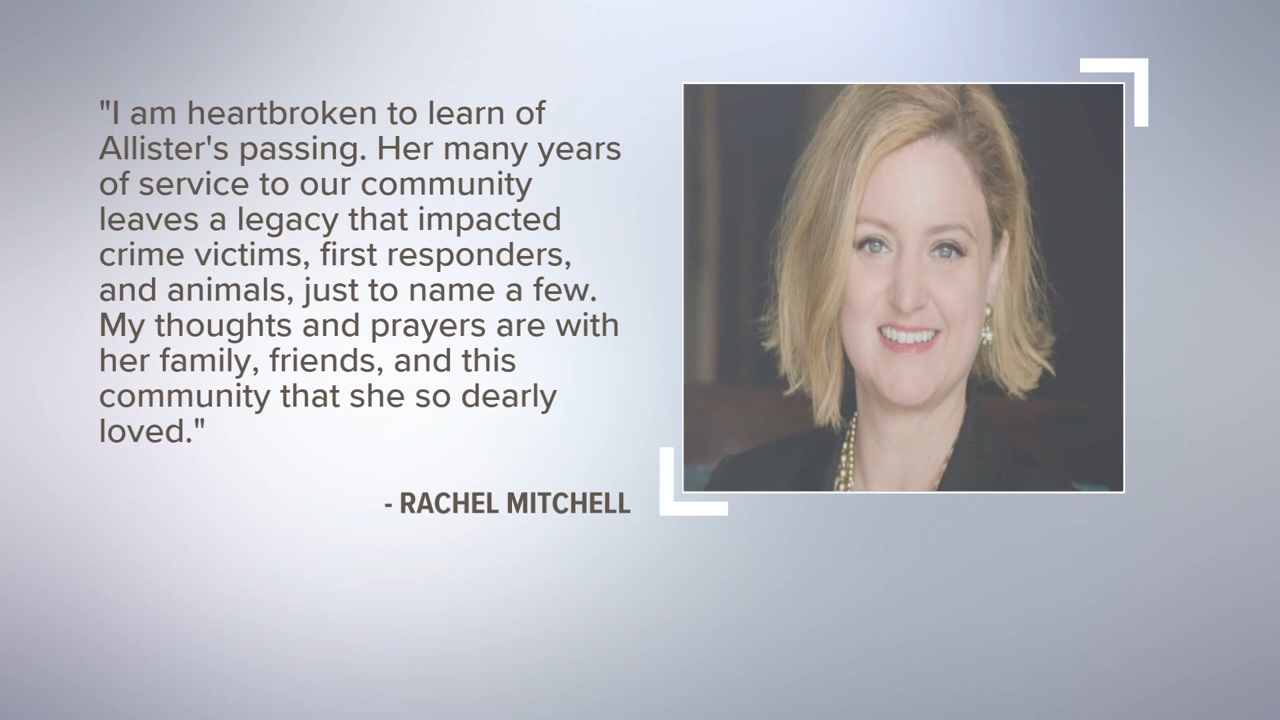 "I am heartbroken to learn of
Allister's passing. Her many years
of service to our community
leaves a legacy that impacted
crime victims, first responders,
and animals, just to name a few.
My thoughts and prayers are with
her family, friends, and this
community that she so dearly
loved."
- RACHEL MITCHELL